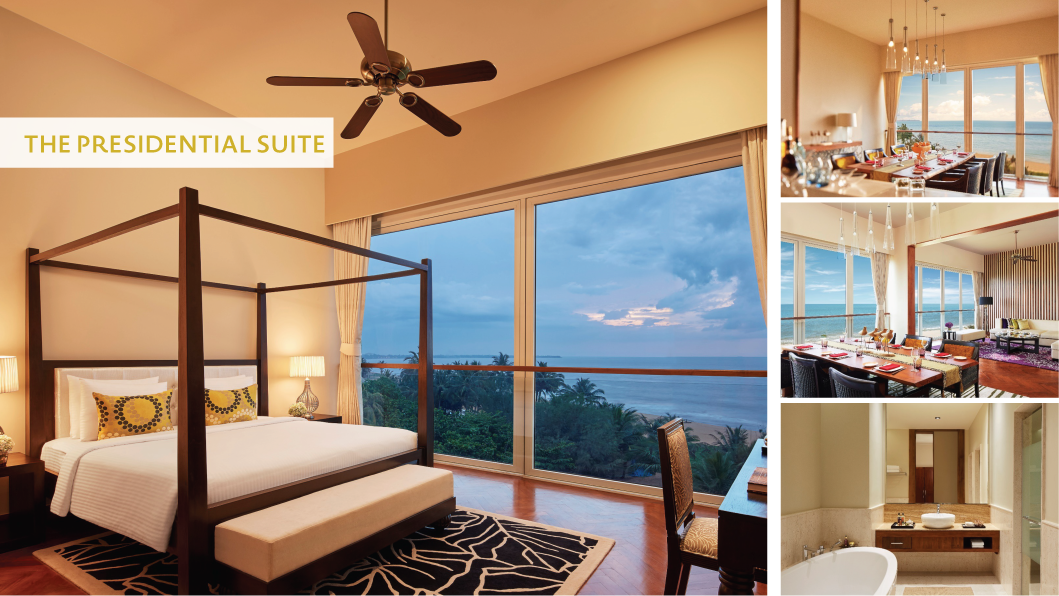 THE PRESIDENTIAL SUITE